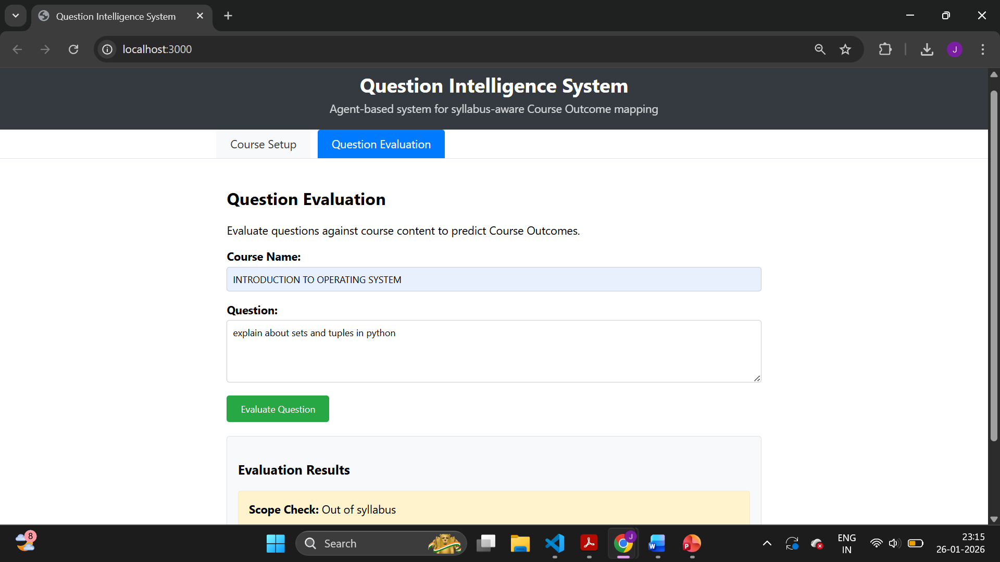 Question Intelligence System
localhost:3000
J
Question Intelligence System
Agent-based system for syllabus-aware Course Outcome mapping
Course Setup
Question Evaluation
Question Evaluation
Evaluate questions against course content to predict Course Outcomes.
Course Name:
INTRODUCTION TO OPERATING SYSTEM
Question:
explain about sets and tuples in python
Evaluate Question
Evaluation Results
Scope Check: Out of syllabus
8
Search
J
W
P
ENG
IN
23:15
26-01-2026